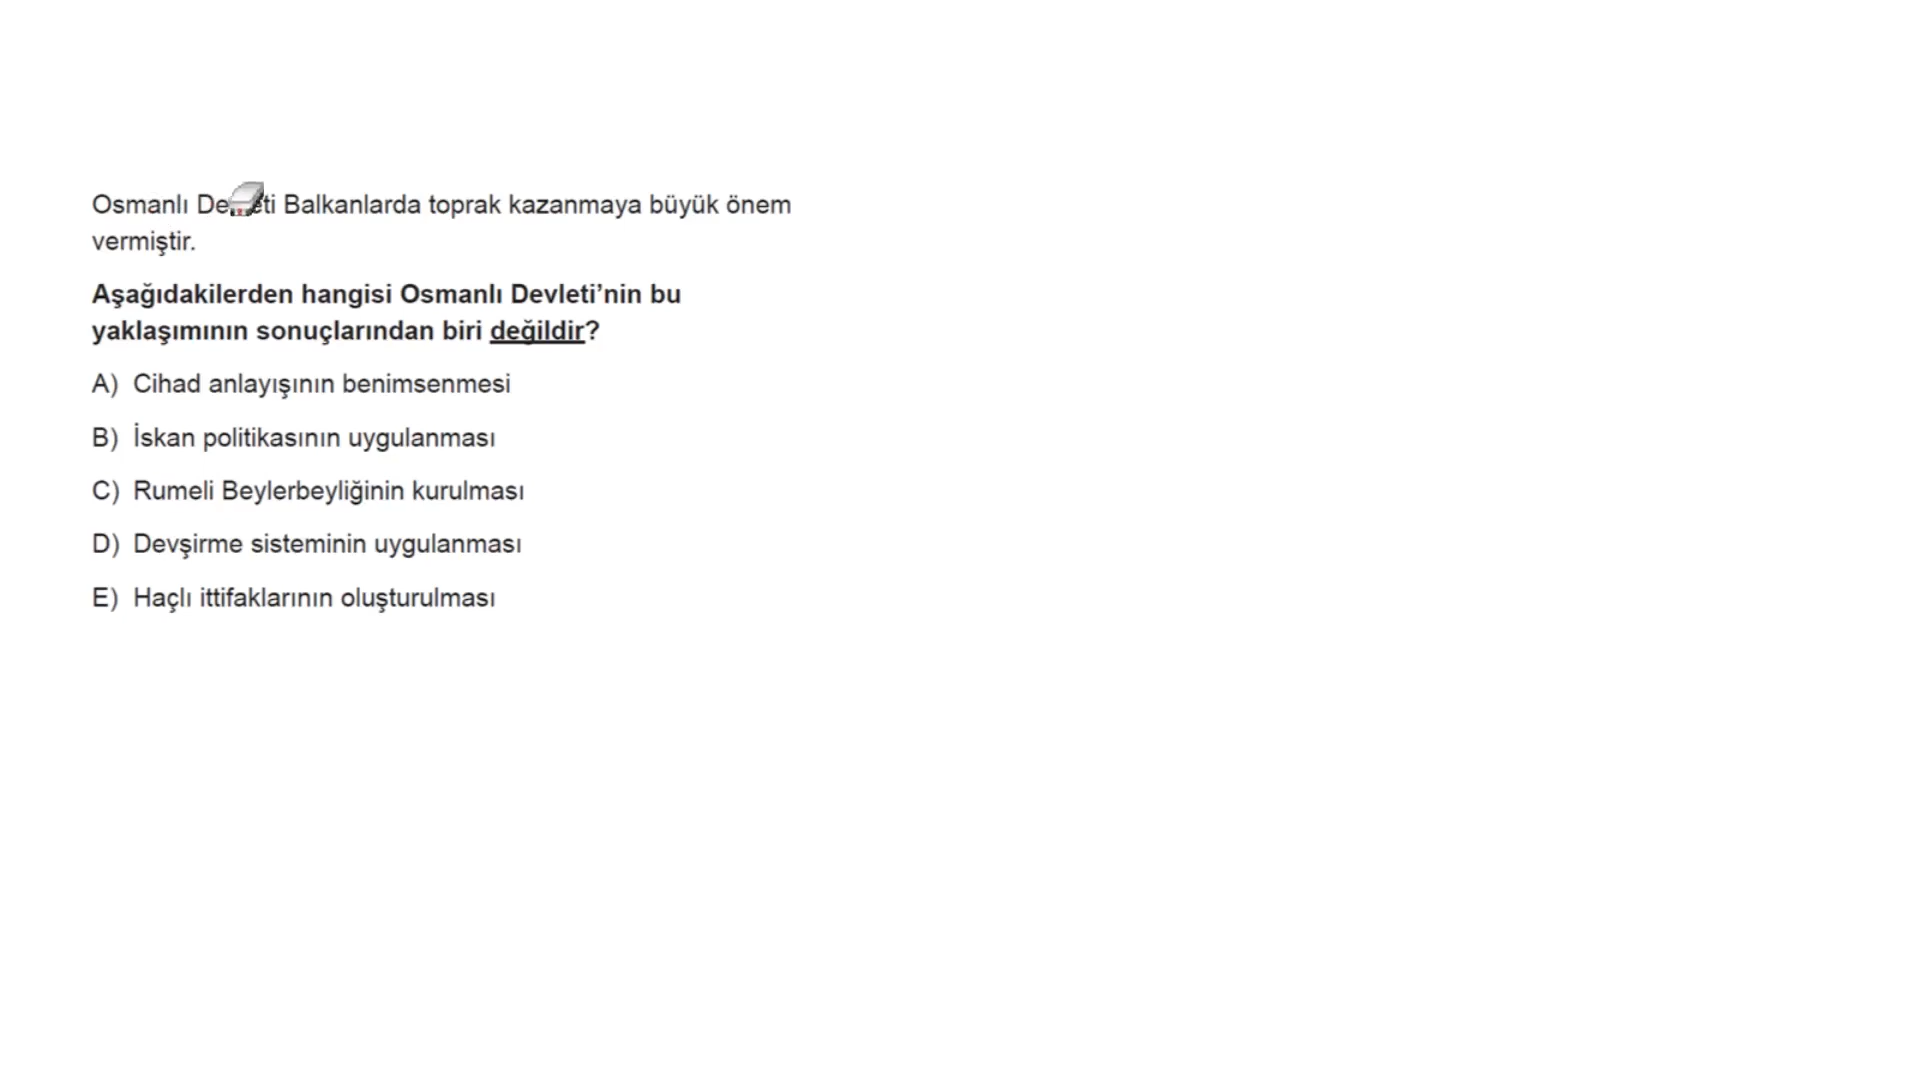 Osmanlı Devleti Balkanlarda toprak kazanmaya büyük önem
vermiştir.
Aşağıdakilerden hangisi Osmanlı Devleti’nin bu
yaklaşımının sonuçlarından biri değildir?
A) Cihad anlayışının benimsenmesi
B) İskan politikasının uygulanması
C) Rumeli Beylerbeyliğinin kurulması
D) Devşirme sisteminin uygulanması
E) Haçlı ittifaklarının oluşturulması